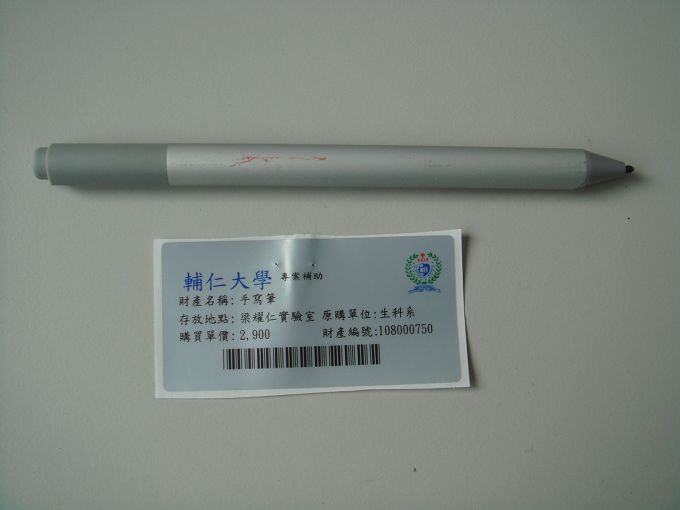 輔仁大學 專案補助
財產名稱: 手寫筆
存放地點: 梁耀仁實驗室 原購單位:生科系
購買單價: 2,900 財產編號:108000750